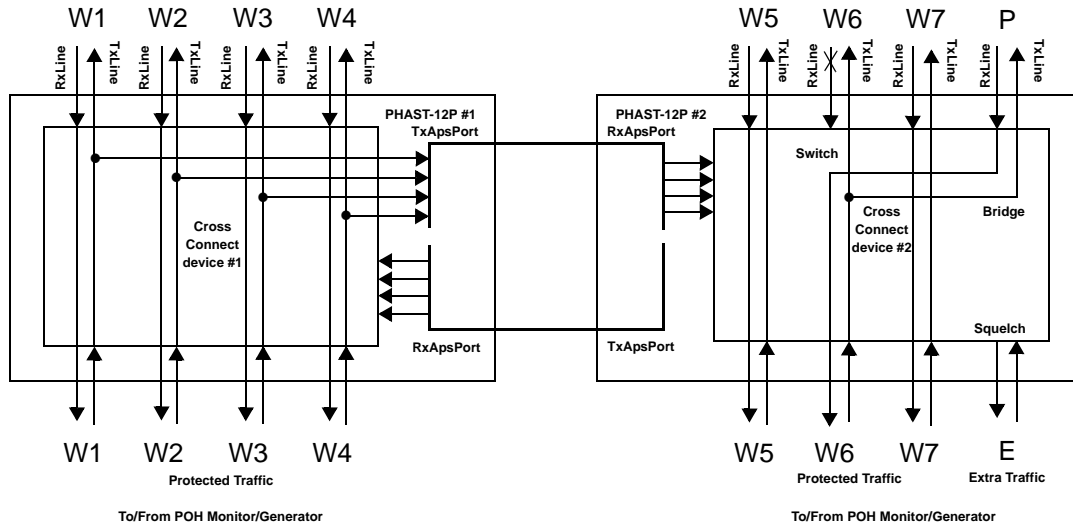 W1 W2 W3 W4 W5 W6 W7 P
RxLine TxLine RxLine TxLine RxLine TxLine RxLine TxLine RxLine TxLine RxLine TxLine RxLine TxLine RxLine TxLine
PHAST-12P #1 PHAST-12P #2
TxApsPort RxApsPort
Switch
Cross
Connect
device #1
Cross
Connect
device #2
Bridge
Squelch
RxApsPort TxApsPort
W1 W2 W3 W4 W5 W6 W7 E
Protected Traffic Protected Traffic Extra Traffic
To/From POH Monitor/Generator To/From POH Monitor/Generator